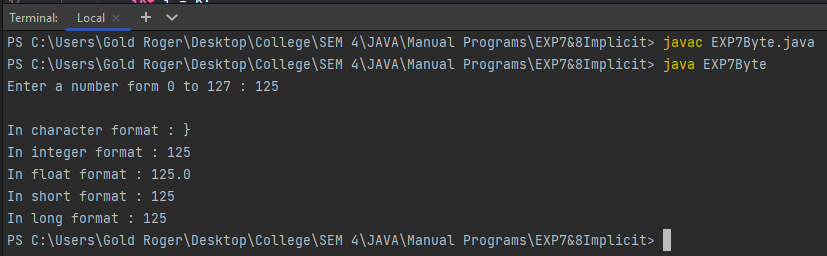 Terminal: Local × + ∨
PS C:\Users\Gold Roger\Desktop\College\SEM 4\JAVA\Manual Programs\EXP7&8Implicit> javac EXP7Byte.java
PS C:\Users\Gold Roger\Desktop\College\SEM 4\JAVA\Manual Programs\EXP7&8Implicit> java EXP7Byte
Enter a number form 0 to 127 : 125
In character format : }
In integer format : 125
In float format : 125.0
In short format : 125
In long format : 125
PS C:\Users\Gold Roger\Desktop\College\SEM 4\JAVA\Manual Programs\EXP7&8Implicit>